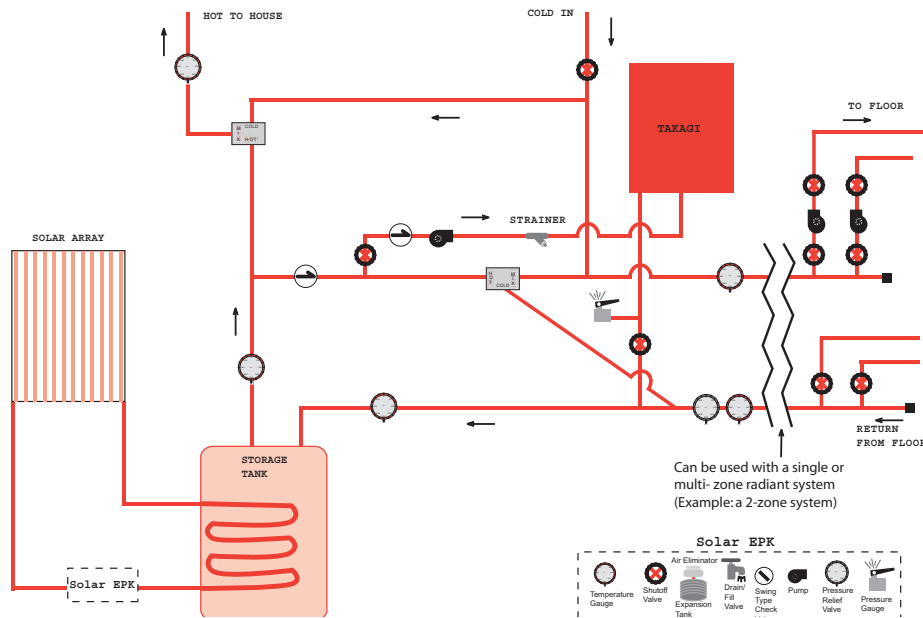 HOT TO HOUSE
COLD IN
TAKAGI
TO FLOOR
STRAINER
SOLAR ARRAY
MIX
COLD
HOT
HOT
MIX
COLD
STORAGE
TANK
RETURN
FROM FLOOR
Can be used with a single or
multi- zone radiant system
(Example: a 2-zone system)
Solar EPK
Solar EPK
Temperature
Gauge
Shutoff
Valve
Air Eliminator
Expansion
Tank
Drain/
Fill
Valve
Swing
Type
Check
Pump
Pressure
Relief
Valve
Pressure
Gauge